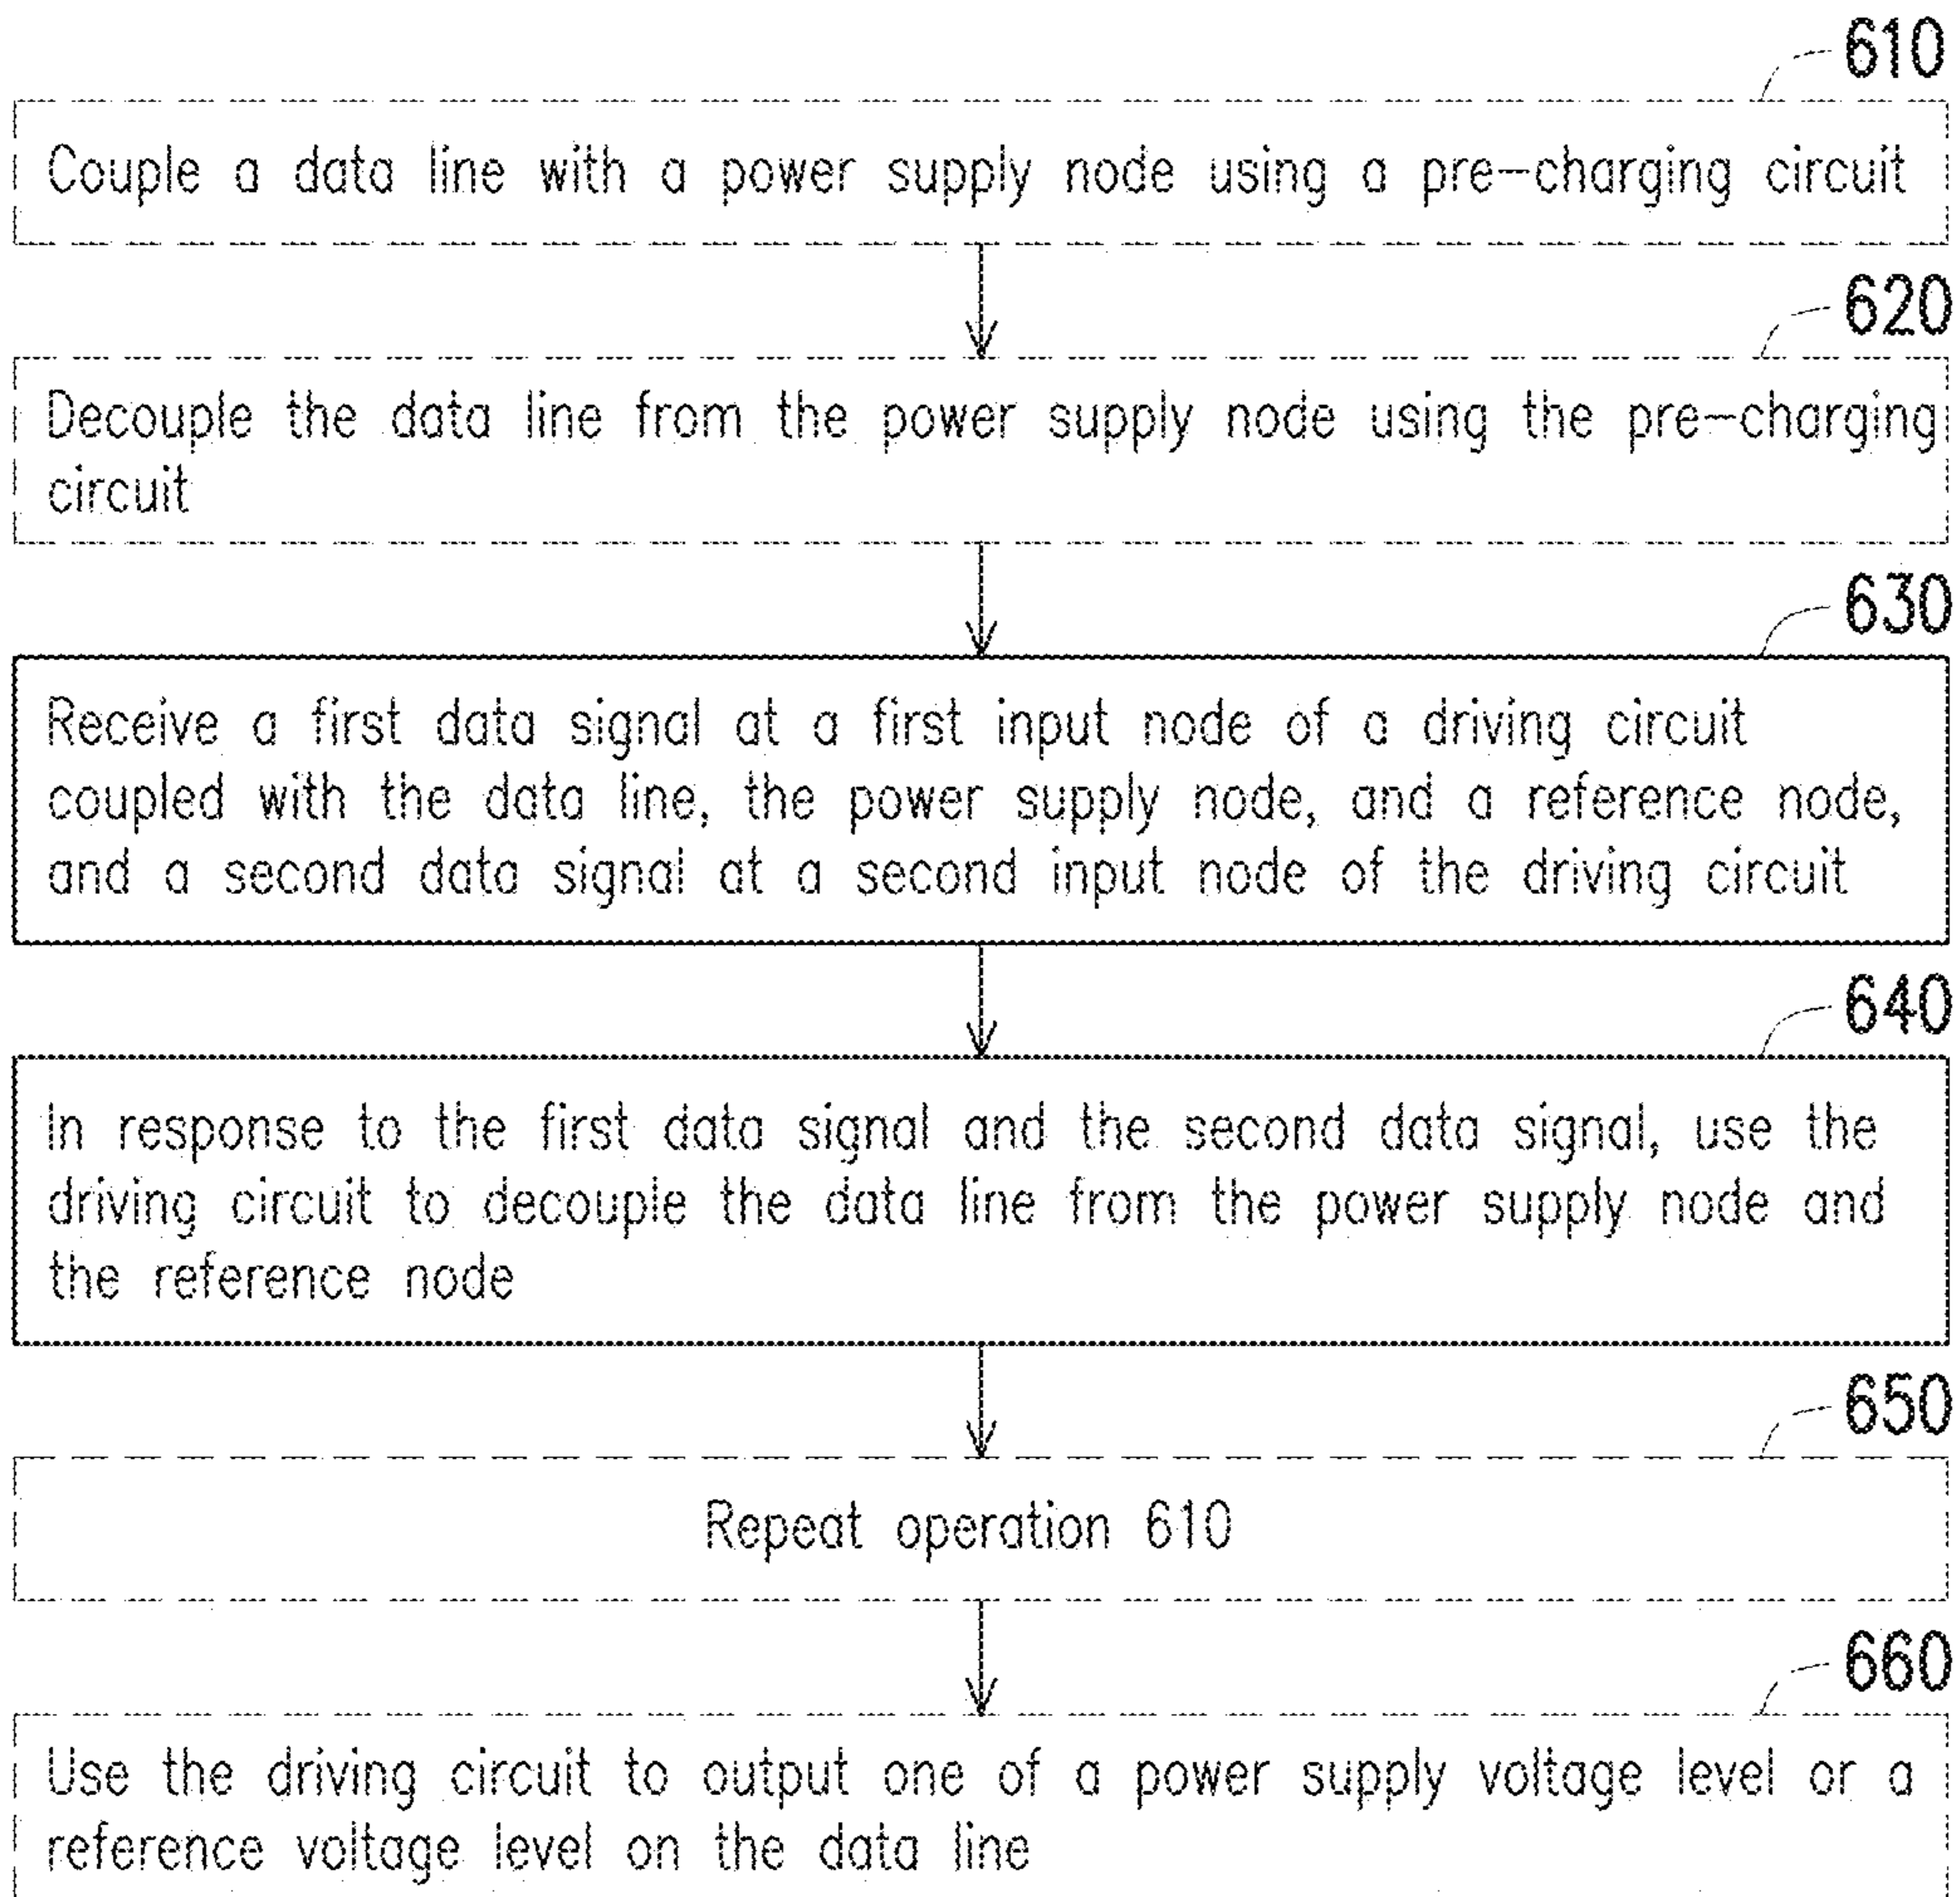 610
Couple a data line with a power supply node using a pre-charging circuit
620
Decouple the data line from the power supply node using the pre-charging
circuit
630
Receive a first data signal at a first input node of a driving circuit
coupled with the data line, the power supply node, and a reference node,
and a second data signal at a second input node of the driving circuit
640
In response to the first data signal and the second data signal, use the
driving circuit to decouple the data line from the power supply node and
the reference node
650
Repeat operation 610
660
Use the driving circuit to output one of a power supply voltage level or a
reference voltage level on the data line